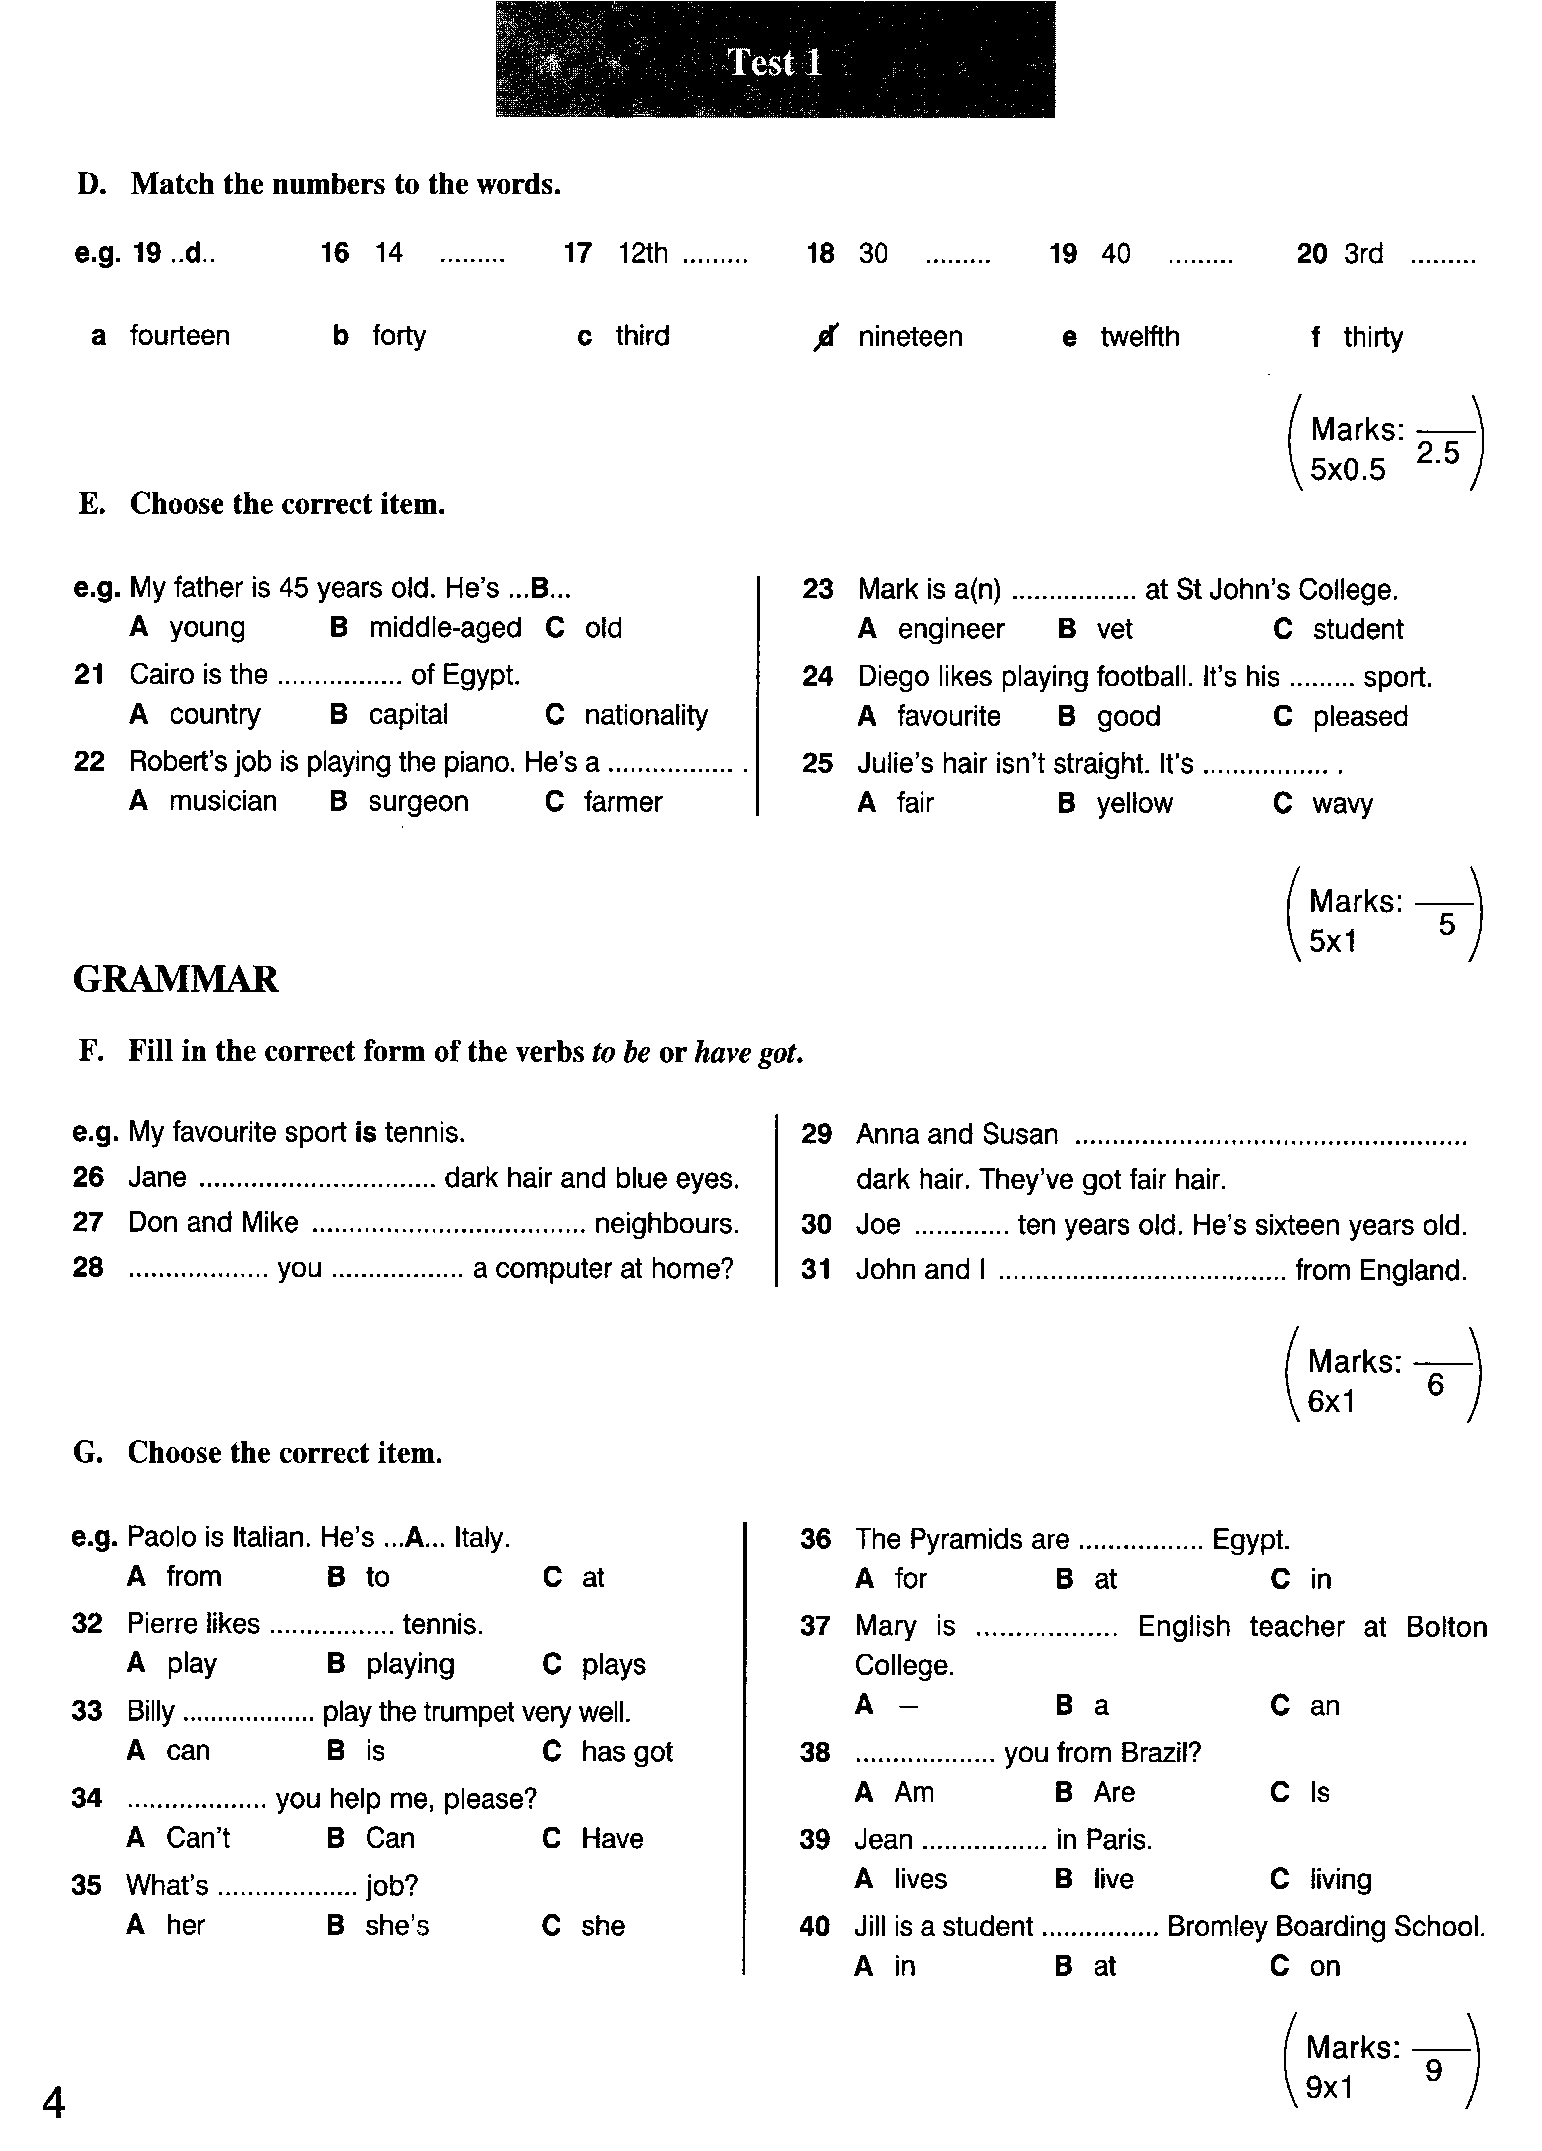 Test 1
D. Match the numbers to the words.
e.g. 19 ..d.. 16 14 ......... 17 12th ......... 18 30 ......... 19 40 ......... 20 3rd .........
a fourteen b forty c third d nineteen e twelfth f thirty
Marks:
5x0.5 2.5
E. Choose the correct item.
e.g. My father is 45 years old. He's ...B...
A young B middle-aged C old
21 Cairo is the ................. of Egypt.
A country B capital C nationality
22 Robert's job is playing the piano. He's a ................. .
A musician B surgeon C farmer
23 Mark is a(n) ................. at St John's College.
A engineer B vet C student
24 Diego likes playing football. It's his ......... sport.
A favourite B good C pleased
25 Julie's hair isn't straight. It's ................. .
A fair B yellow C wavy
Marks:
5x1 5
GRAMMAR
F. Fill in the correct form of the verbs to be or have got.
e.g. My favourite sport is tennis.
26 Jane ................................ dark hair and blue eyes.
27 Don and Mike ..................................... neighbours.
28 ................... you .................. a computer at home?
29 Anna and Susan .....................................................
dark hair. They've got fair hair.
30 Joe ............. ten years old. He's sixteen years old.
31 John and I ....................................... from England.
Marks:
6x1 6
G. Choose the correct item.
e.g. Paolo is Italian. He's ...A... Italy.
A from B to C at
32 Pierre likes ................. tennis.
A play B playing C plays
33 Billy ................... play the trumpet very well.
A can B is C has got
34 ................... you help me, please?
A Can't B Can C Have
35 What's ................... job?
A her B she's C she
36 The Pyramids are ................. Egypt.
A for B at C in
37 Mary is .................. English teacher at Bolton
College.
A – B a C an
38 ................... you from Brazil?
A Am B Are C Is
39 Jean ................. in Paris.
A lives B live C living
40 Jill is a student ................ Bromley Boarding School.
A in B at C on
Marks:
9x1 9
4